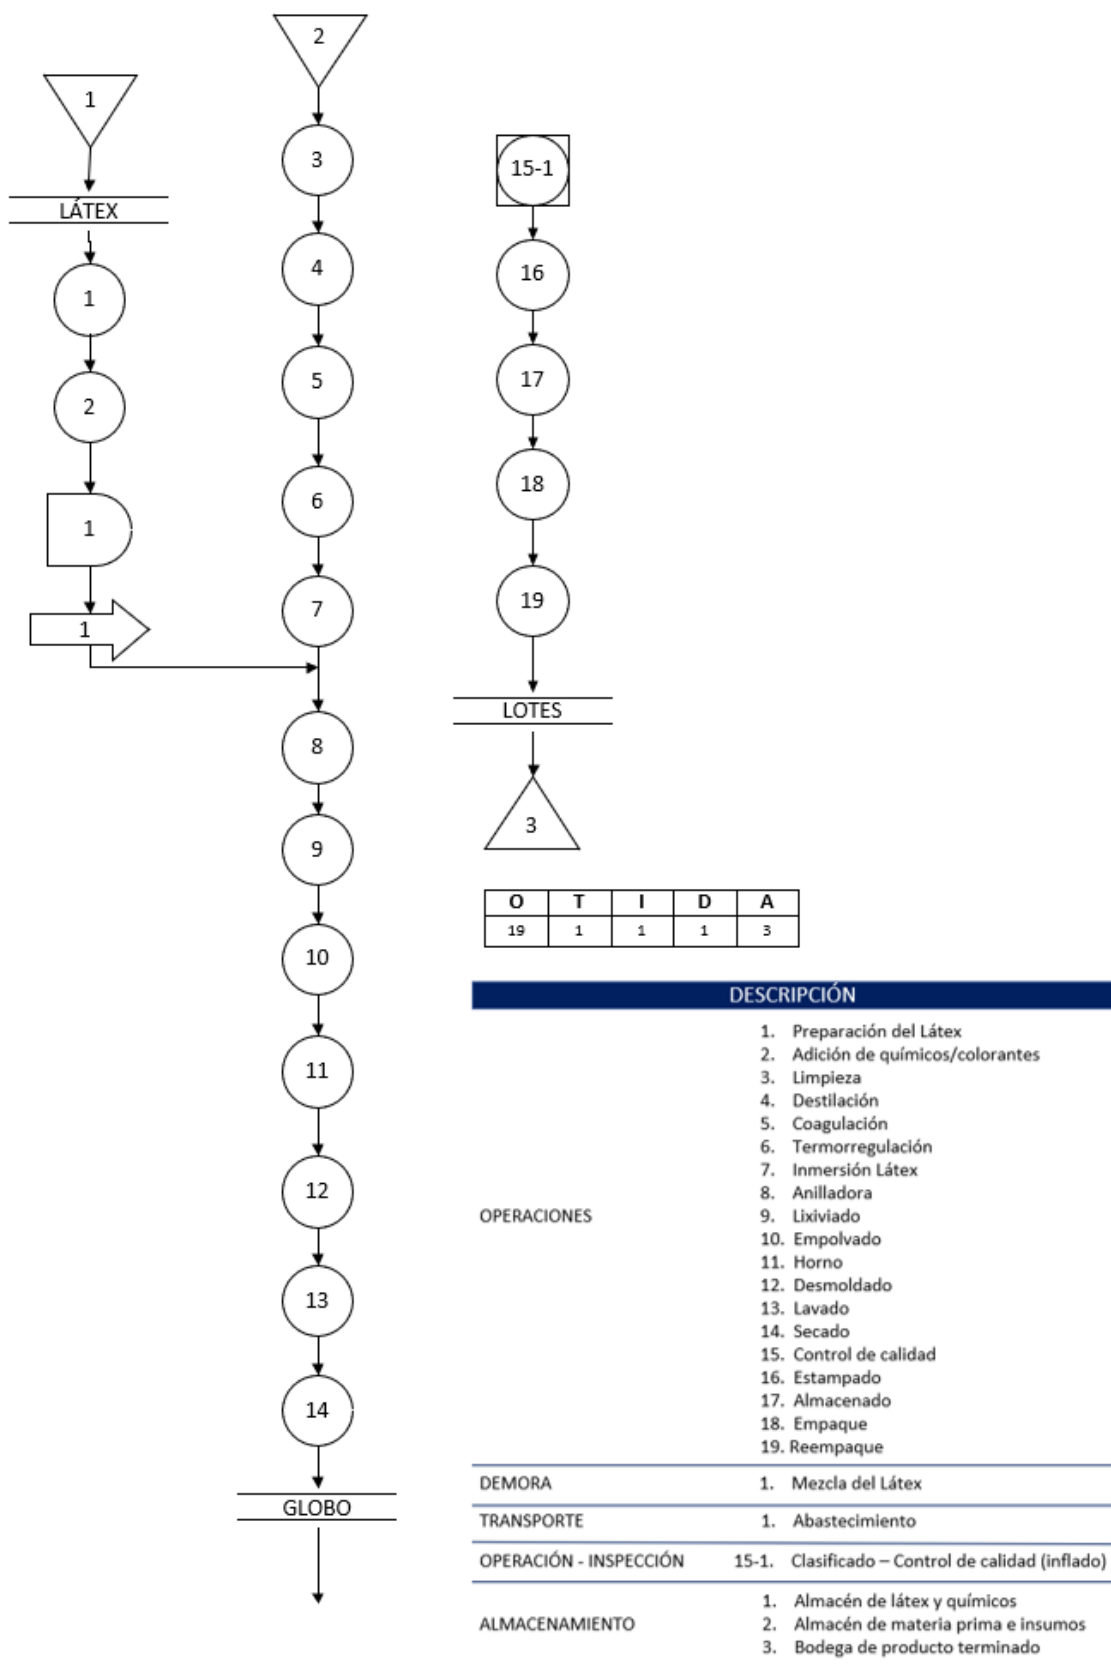 1
LÁTEX
1
2
1
1
2
3
4
5
6
7
8
9
10
11
12
13
14
GLOBO
15-1
16
17
18
19
LOTES
3
O T I D A
19 1 1 1 3
DESCRIPCIÓN
OPERACIONES
1. Preparación del Látex
2. Adición de químicos/colorantes
3. Limpieza
4. Destilación
5. Coagulación
6. Termorregulación
7. Inmersión Látex
8. Anilladora
9. Lixiviado
10. Empolvado
11. Horno
12. Desmoldado
13. Lavado
14. Secado
15. Control de calidad
16. Estampado
17. Almacenado
18. Empaque
19. Reempaque
DEMORA 1. Mezcla del Látex
TRANSPORTE 1. Abastecimiento
OPERACIÓN - INSPECCIÓN 15-1. Clasificado – Control de calidad (inflado)
ALMACENAMIENTO
1. Almacén de látex y químicos
2. Almacén de materia prima e insumos
3. Bodega de producto terminado